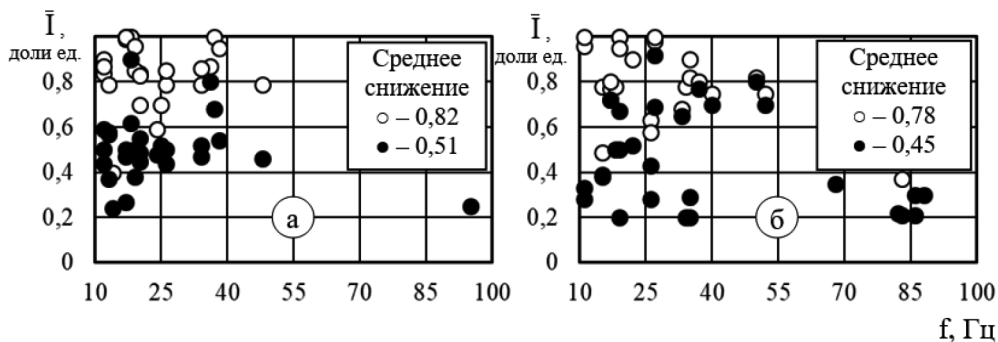 Ī,
доли ед.
0,8
0,6
0,4
0,2
0
Среднее
снижение
○ – 0,82
● – 0,51
а
10 25 55 55 70 85 100
Ī,
доли ед.
0,8
0,6
0,4
0,2
0
Среднее
снижение
○ – 0,78
● – 0,45
б
10 25 40 55 70 85 100
f, Гц